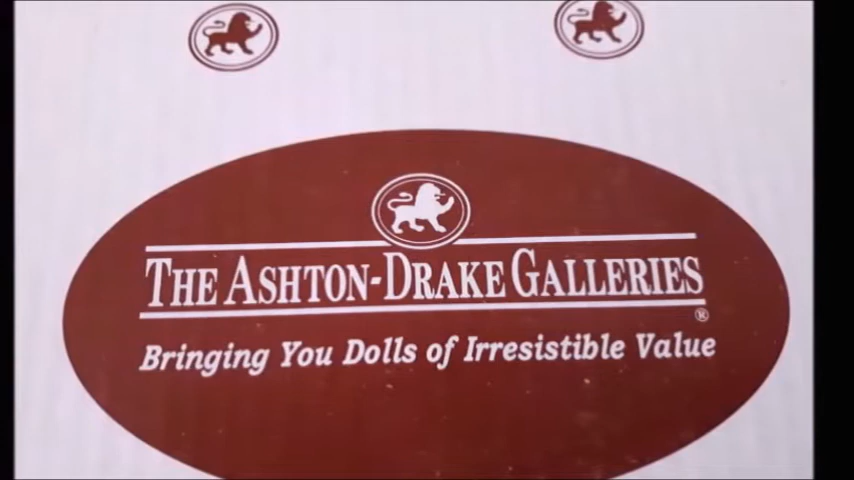 THE ASHTON-DRAKE GALLERIES
®
Bringing You Dolls of Irresistible Value